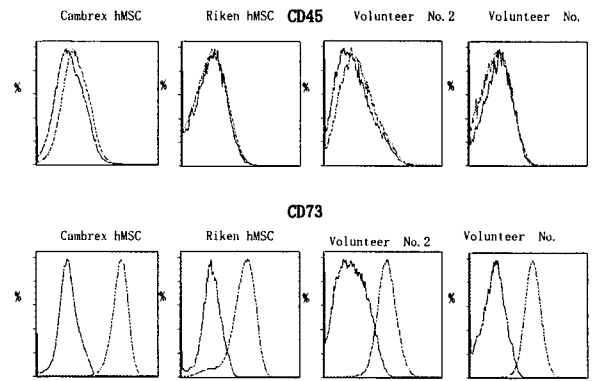 Cambrex hMSC
Riken hMSC
CD45
Volunteer No. 2
Volunteer No.
%
%
%
%
CD73
Cambrex hMSC
Riken hMSC
Volunteer No. 2
Volunteer No.
%
%
%
%